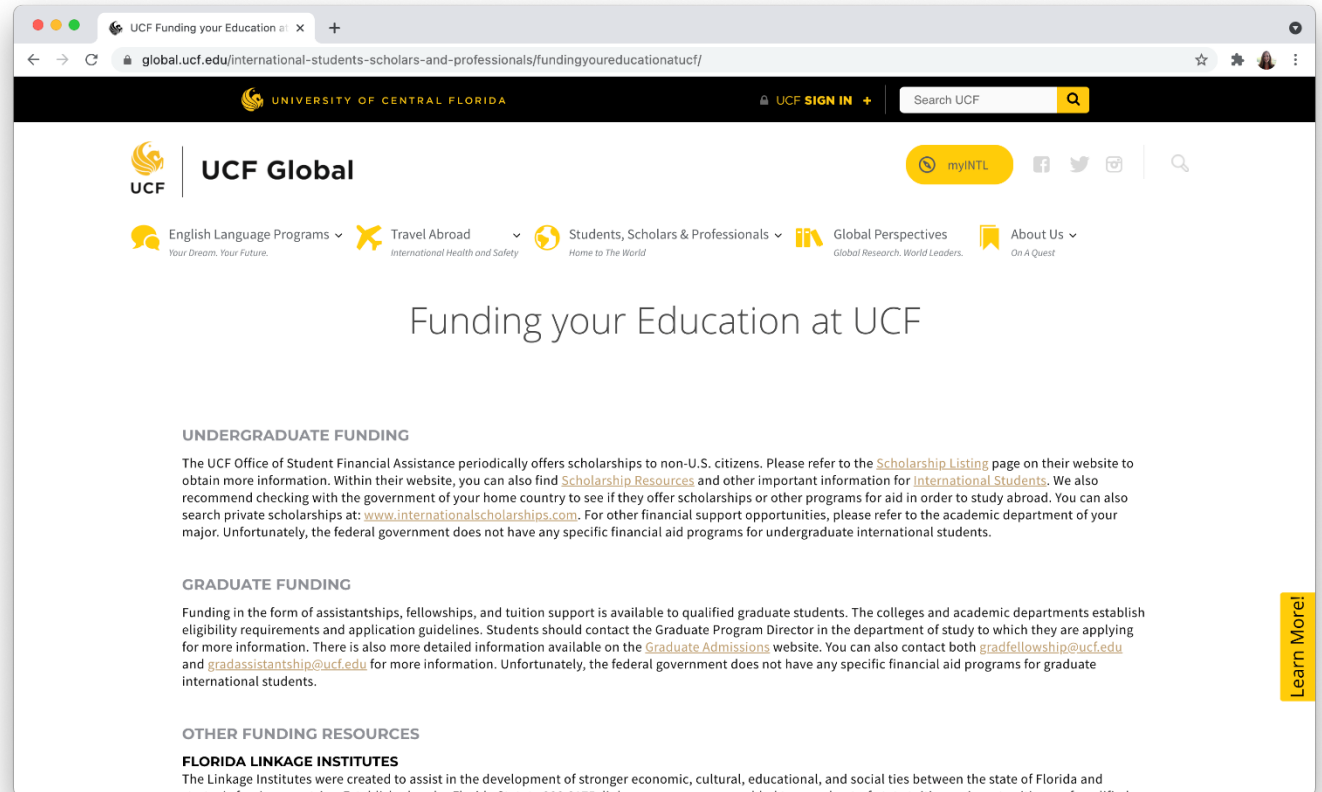 UCF Funding your Education at
global.ucf.edu/international-students-scholars-and-professionals/fundingyoureducationatucf/
UNIVERSITY OF CENTRAL FLORIDA
UCF SIGN IN +
Search UCF
UCF
UCF Global
myINTL
English Language Programs
Your Dream. Your Future.
Travel Abroad
International Health and Safety
Students, Scholars & Professionals
Home to The World
Global Perspectives
Global Research. World Leaders.
About Us
On A Quest
Funding your Education at UCF
UNDERGRADUATE FUNDING
The UCF Office of Student Financial Assistance periodically offers scholarships to non-U.S. citizens. Please refer to the Scholarship Listing page on their website to
obtain more information. Within their website, you can also find Scholarship Resources and other important information for International Students. We also
recommend checking with the government of your home country to see if they offer scholarships or other programs for aid in order to study abroad. You can also
search private scholarships at: www.internationalscholarships.com. For other financial support opportunities, please refer to the academic department of your
major. Unfortunately, the federal government does not have any specific financial aid programs for undergraduate international students.
GRADUATE FUNDING
Funding in the form of assistantships, fellowships, and tuition support is available to qualified graduate students. The colleges and academic departments establish
eligibility requirements and application guidelines. Students should contact the Graduate Program Director in the department of study to which they are applying
for more information. There is also more detailed information available on the Graduate Admissions website. You can also contact both gradfellowship@ucf.edu
and gradassistantship@ucf.edu for more information. Unfortunately, the federal government does not have any specific financial aid programs for graduate
international students.
Learn More!
OTHER FUNDING RESOURCES
FLORIDA LINKAGE INSTITUTES
The Linkage Institutes were created to assist in the development of stronger economic, cultural, educational, and social ties between the state of Florida and